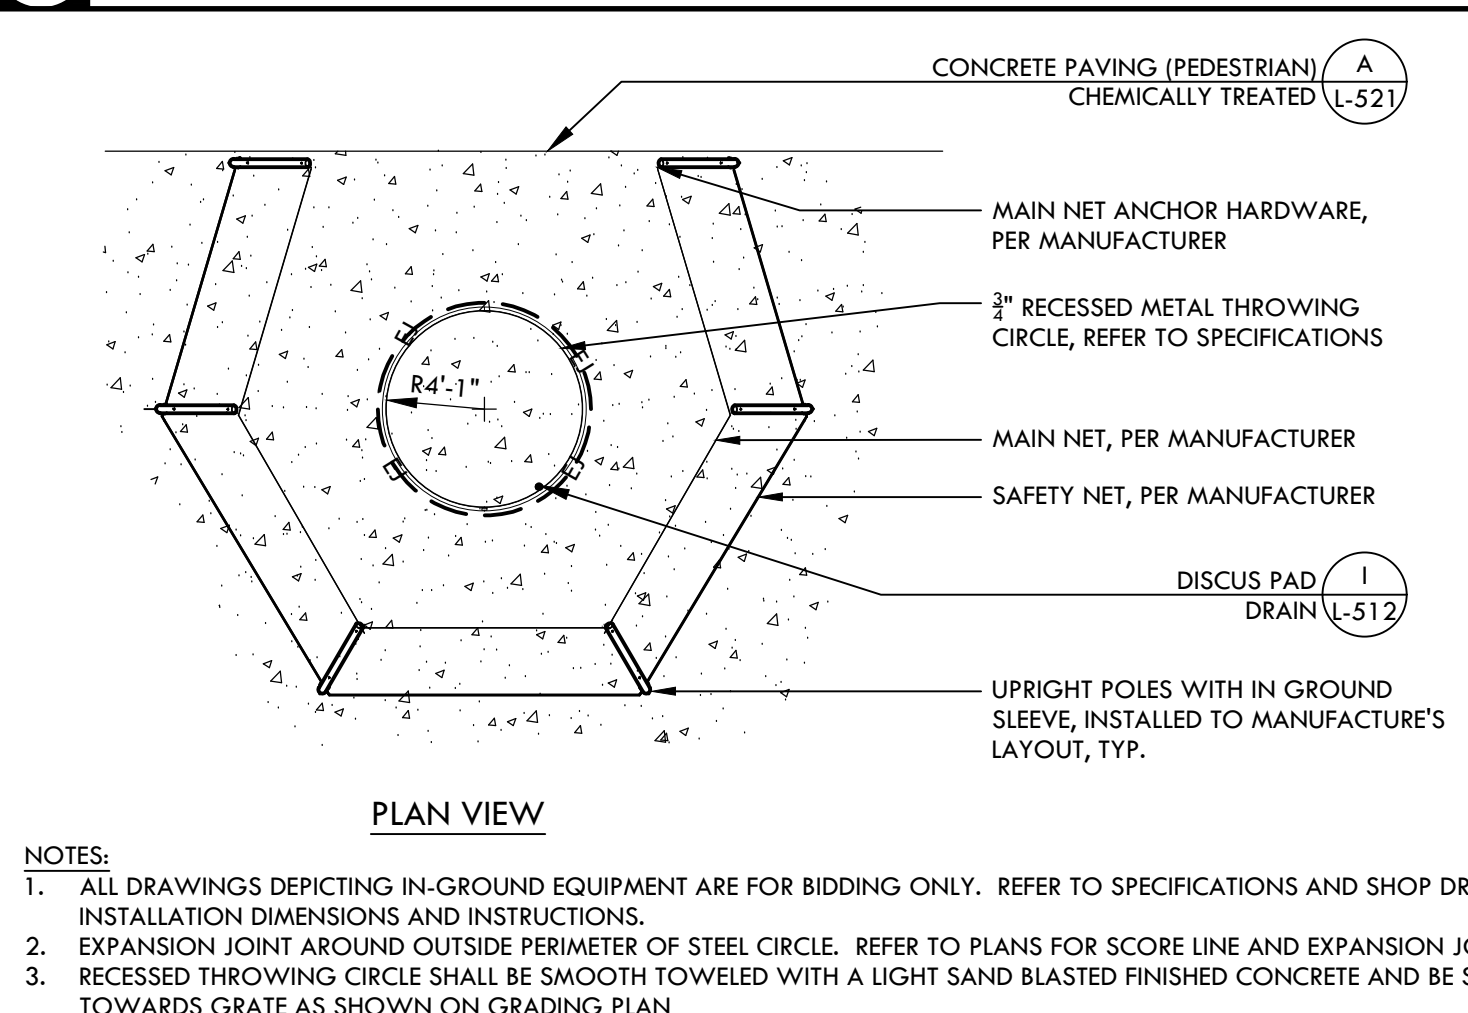 CONCRETE PAVING (PEDESTRIAN) A
CHEMICALLY TREATED L-521
MAIN NET ANCHOR HARDWARE,
PER MANUFACTURER
3/4" RECESSED METAL THROWING
CIRCLE, REFER TO SPECIFICATIONS
EJ
EJ
R4'-1"
MAIN NET, PER MANUFACTURER
EJ
EJ
SAFETY NET, PER MANUFACTURER
DISCUS PAD I
DRAIN L-512
UPRIGHT POLES WITH IN GROUND
SLEEVE, INSTALLED TO MANUFACTURE'S
LAYOUT, TYP.
PLAN VIEW
NOTES:
1. ALL DRAWINGS DEPICTING IN-GROUND EQUIPMENT ARE FOR BIDDING ONLY. REFER TO SPECIFICATIONS AND SHOP DR
INSTALLATION DIMENSIONS AND INSTRUCTIONS.
2. EXPANSION JOINT AROUND OUTSIDE PERIMETER OF STEEL CIRCLE. REFER TO PLANS FOR SCORE LINE AND EXPANSION JO
3. RECESSED THROWING CIRCLE SHALL BE SMOOTH TOWELED WITH A LIGHT SAND BLASTED FINISHED CONCRETE AND BE S
TOWARDS GRATE AS SHOWN ON GRADING PLAN